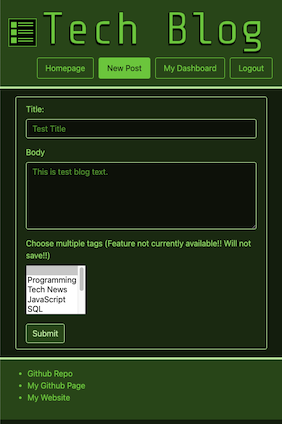 Tech Blog
Homepage New Post My Dashboard Logout
Title:
Test Title
Body
This is test blog text.
Choose multiple tags (Feature not currently available!! Will not
save!!)
Programming
Tech News
JavaScript
SQL
Submit
Github Repo
My Github Page
My Website